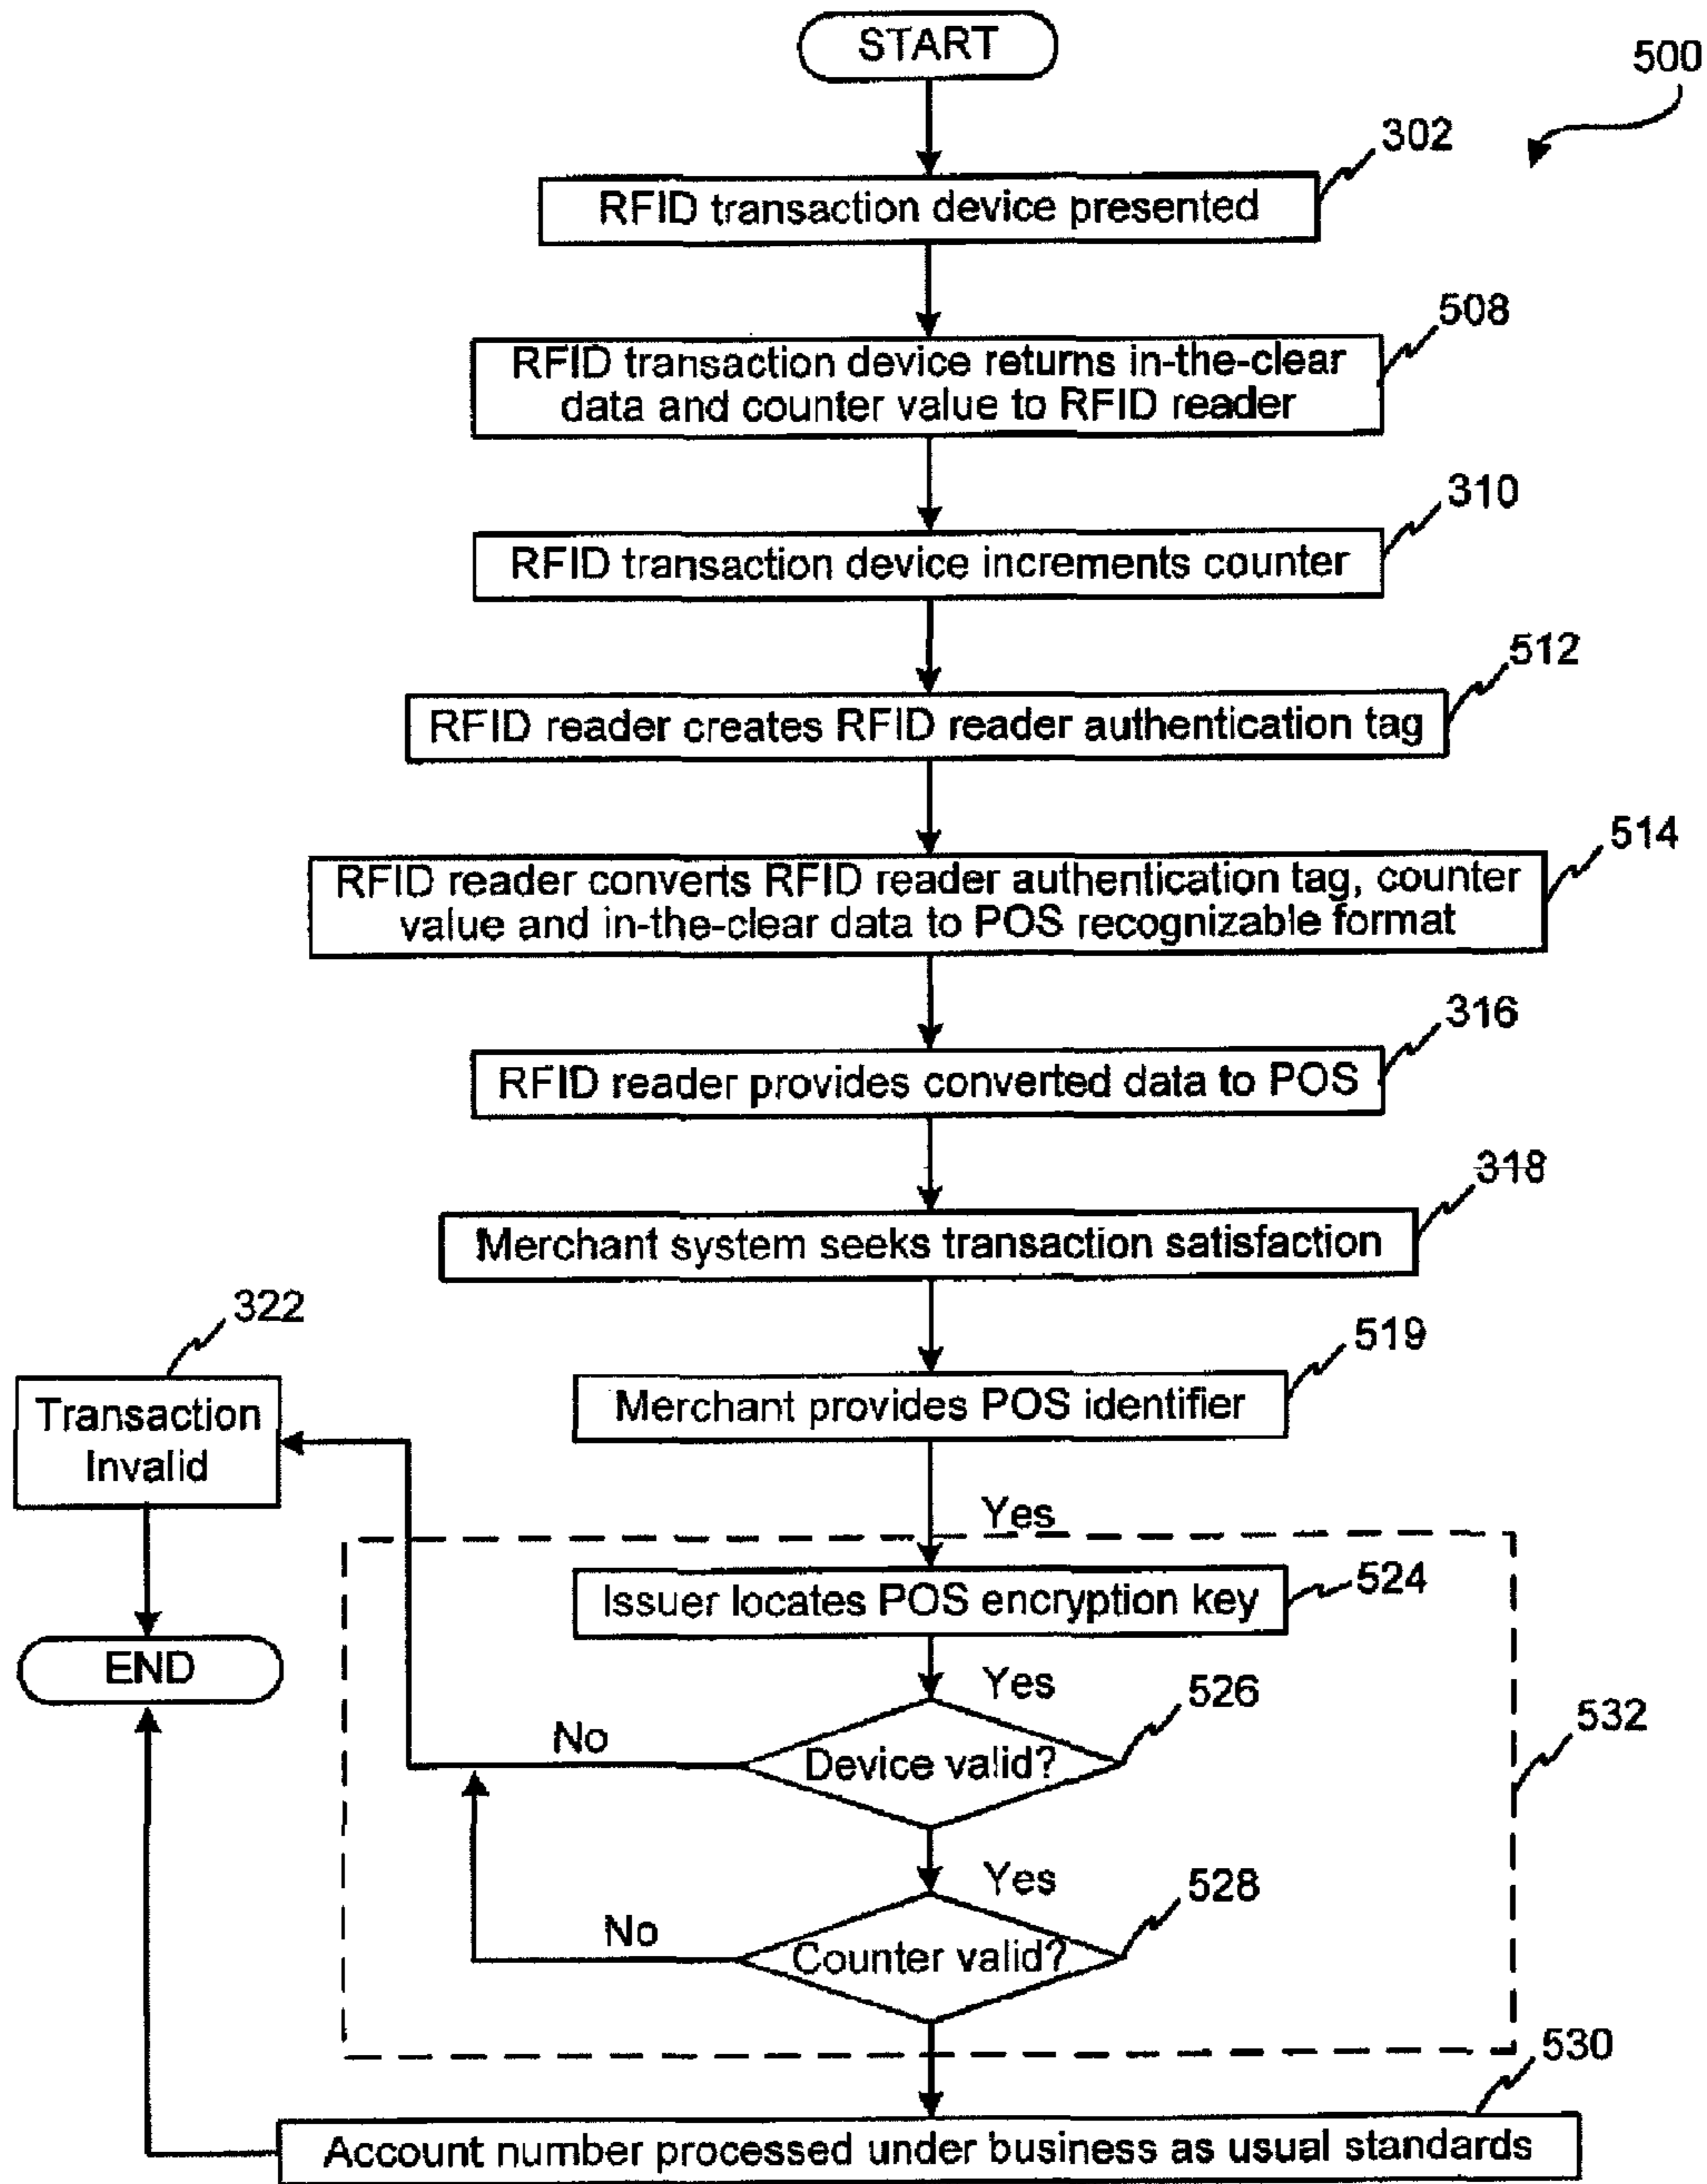 START
500
302
RFID transaction device presented
508
RFID transaction device returns in-the-clear
data and counter value to RFID reader
310
RFID transaction device increments counter
512
RFID reader creates RFID reader authentication tag
514
RFID reader converts RFID reader authentication tag, counter
value and in-the-clear data to POS recognizable format
316
RFID reader provides converted data to POS
318
Merchant system seeks transaction satisfaction
322
Transaction
Invalid
519
Merchant provides POS identifier
Yes
Issuer locates POS encryption key
524
END
Yes
526
532
No
Device valid?
Yes
528
No
Counter valid?
530
Account number processed under business as usual standards